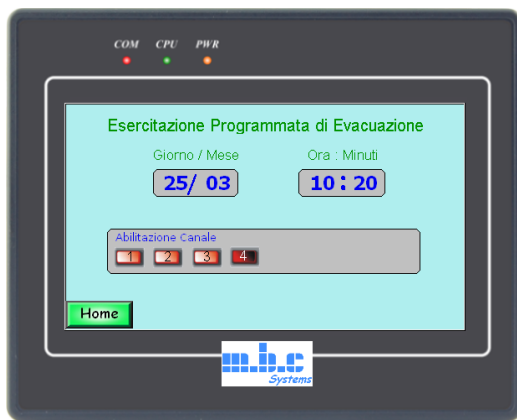 COM CPU PWR
Esercitazione Programmata di Evacuazione
Giorno / Mese Ora : Minuti
25/ 03 10 : 20
Abilitazione Canale
1 2 3 4
Home
m.b.c
Systems